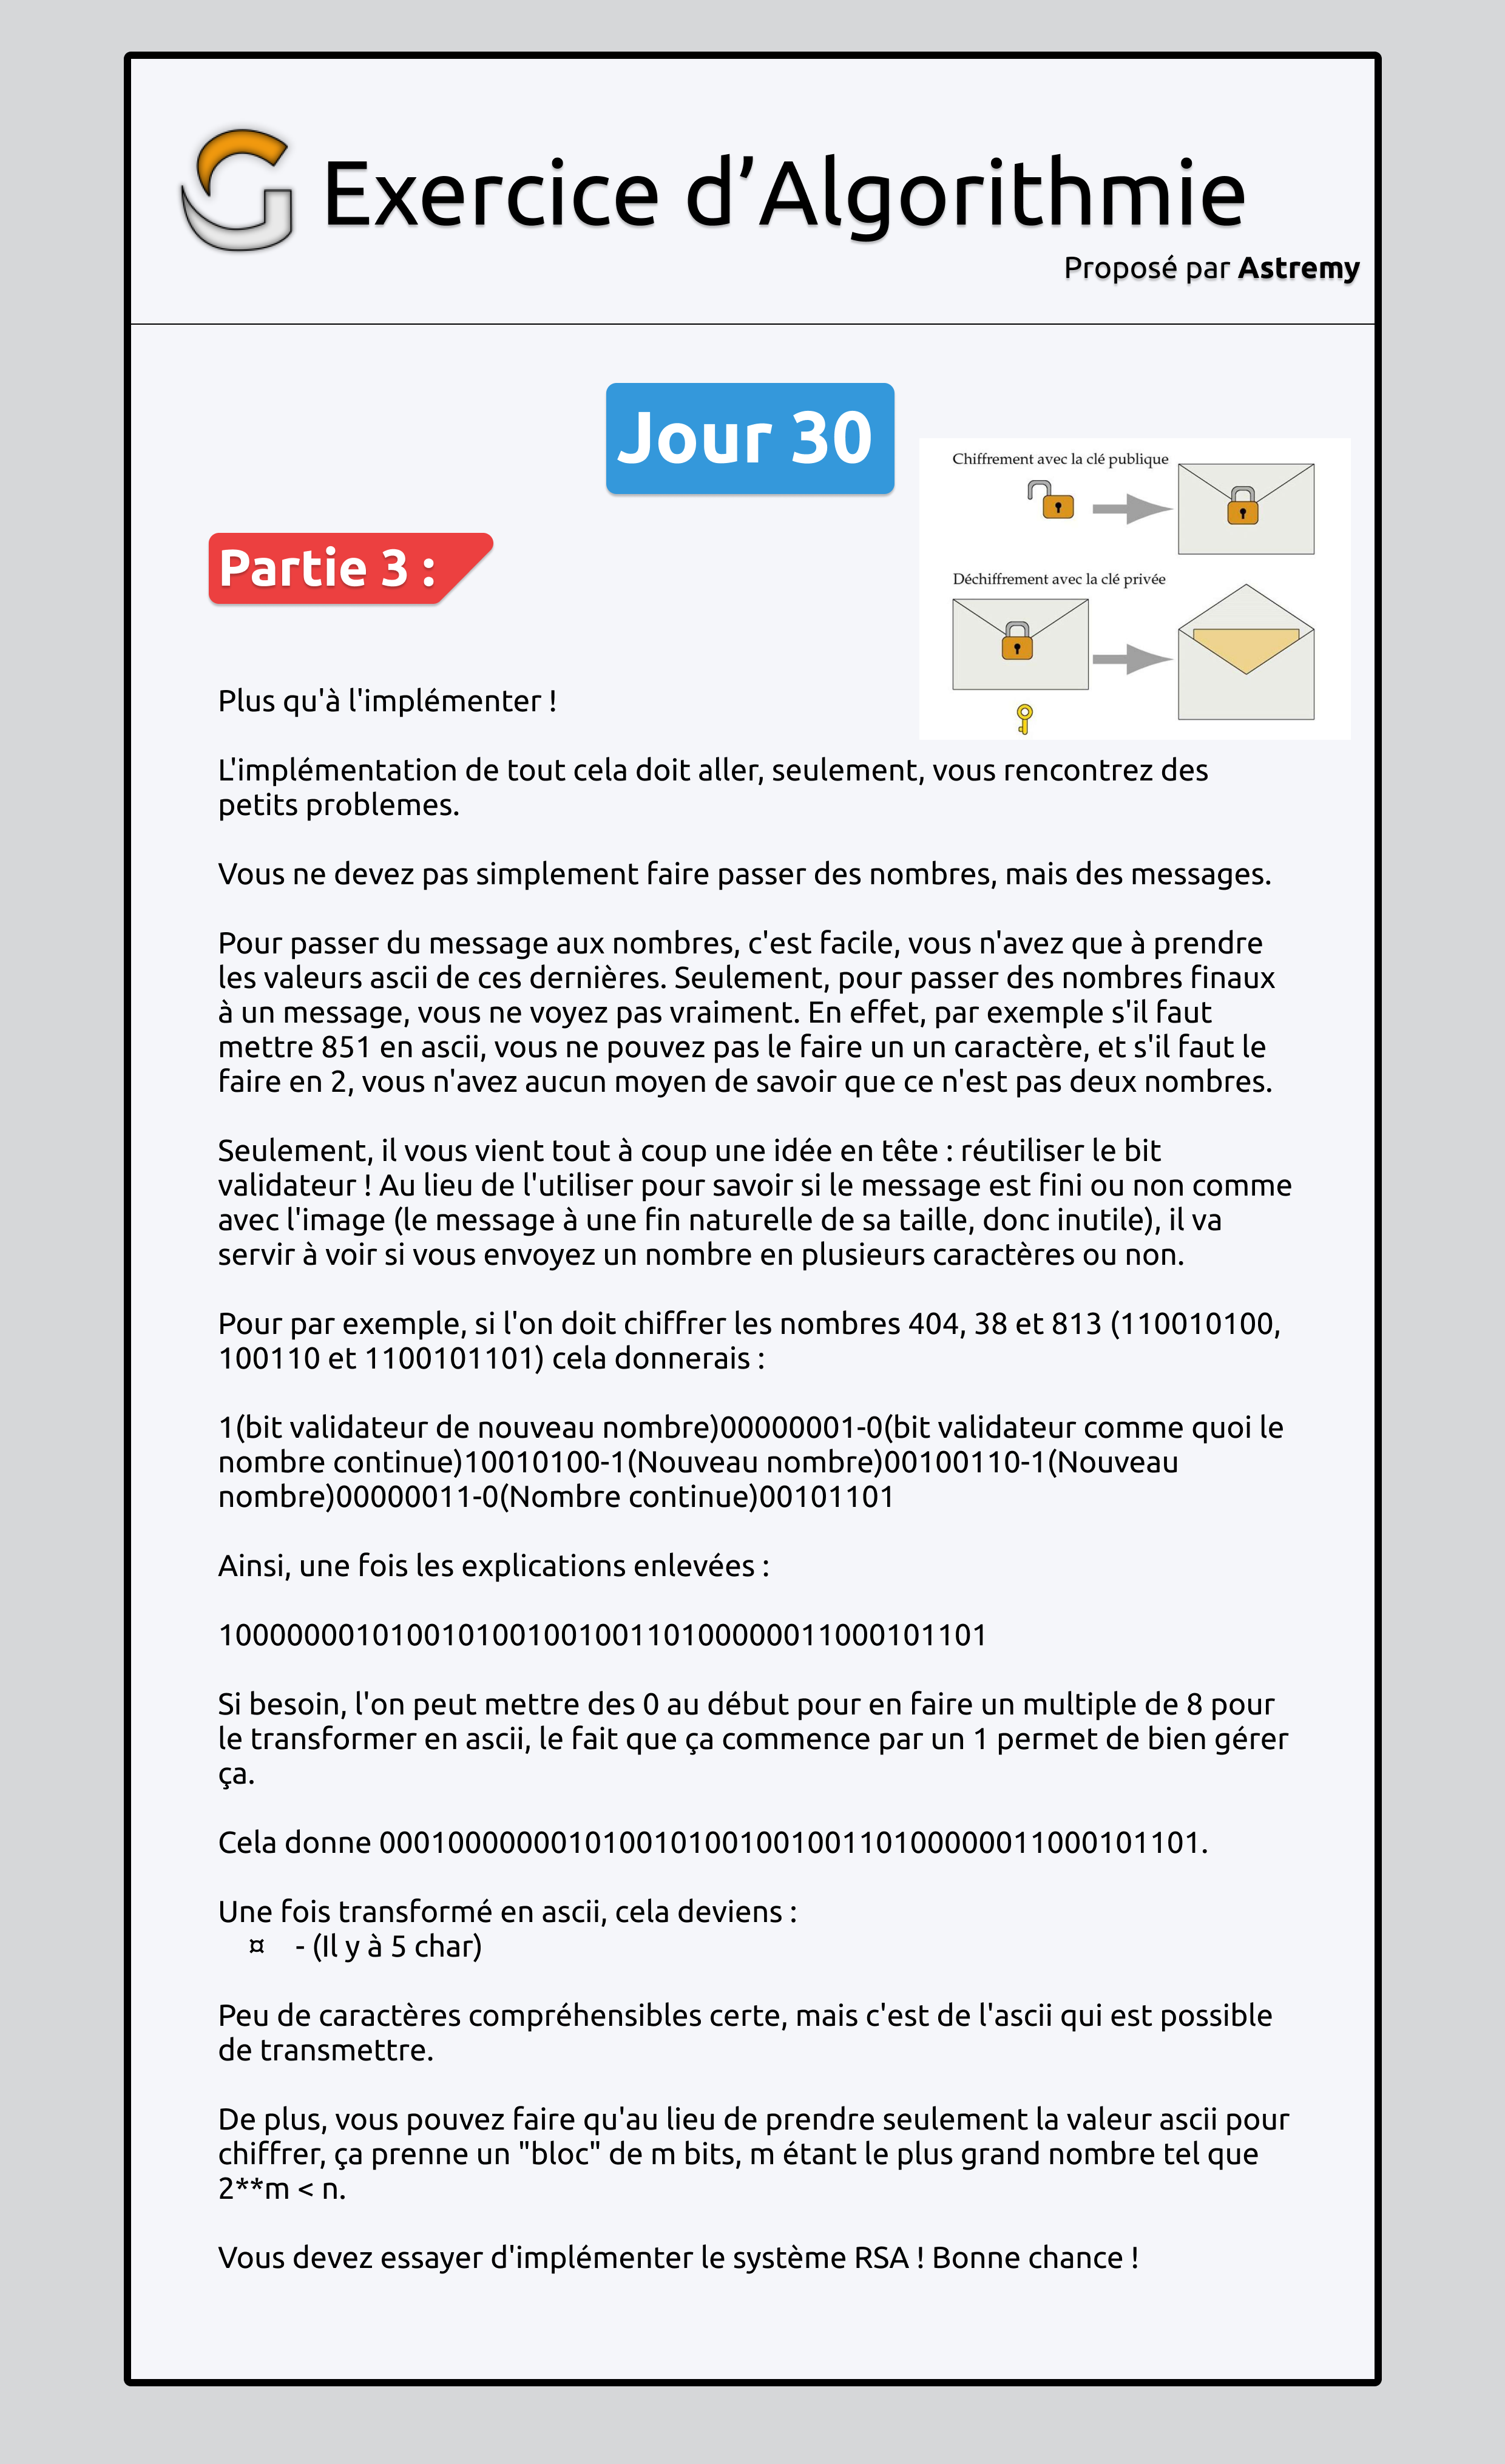 Exercice d’Algorithmie
Proposé par Astremy
Jour 30
Chiffrement avec la clé publique
Déchiffrement avec la clé privée
Partie 3 :
Plus qu'à l'implémenter !
L'implémentation de tout cela doit aller, seulement, vous rencontrez des
petits problemes.
Vous ne devez pas simplement faire passer des nombres, mais des messages.
Pour passer du message aux nombres, c'est facile, vous n'avez que à prendre
les valeurs ascii de ces dernières. Seulement, pour passer des nombres finaux
à un message, vous ne voyez pas vraiment. En effet, par exemple s'il faut
mettre 851 en ascii, vous ne pouvez pas le faire un un caractère, et s'il faut le
faire en 2, vous n'avez aucun moyen de savoir que ce n'est pas deux nombres.
Seulement, il vous vient tout à coup une idée en tête : réutiliser le bit
validateur ! Au lieu de l'utiliser pour savoir si le message est fini ou non comme
avec l'image (le message à une fin naturelle de sa taille, donc inutile), il va
servir à voir si vous envoyez un nombre en plusieurs caractères ou non.
Pour par exemple, si l'on doit chiffrer les nombres 404, 38 et 813 (110010100,
100110 et 1100101101) cela donnerais :
1(bit validateur de nouveau nombre)00000001-0(bit validateur comme quoi le
nombre continue)10010100-1(Nouveau nombre)00100110-1(Nouveau
nombre)00000011-0(Nombre continue)00101101
Ainsi, une fois les explications enlevées :
100000001010010100100100110100000011000101101
Si besoin, l'on peut mettre des 0 au début pour en faire un multiple de 8 pour
le transformer en ascii, le fait que ça commence par un 1 permet de bien gérer
ça.
Cela donne 000100000001010010100100100110100000011000101101.
Une fois transformé en ascii, cela deviens :
¤ - (Il y à 5 char)
Peu de caractères compréhensibles certe, mais c'est de l'ascii qui est possible
de transmettre.
De plus, vous pouvez faire qu'au lieu de prendre seulement la valeur ascii pour
chiffrer, ça prenne un "bloc" de m bits, m étant le plus grand nombre tel que
2**m < n.
Vous devez essayer d'implémenter le système RSA ! Bonne chance !